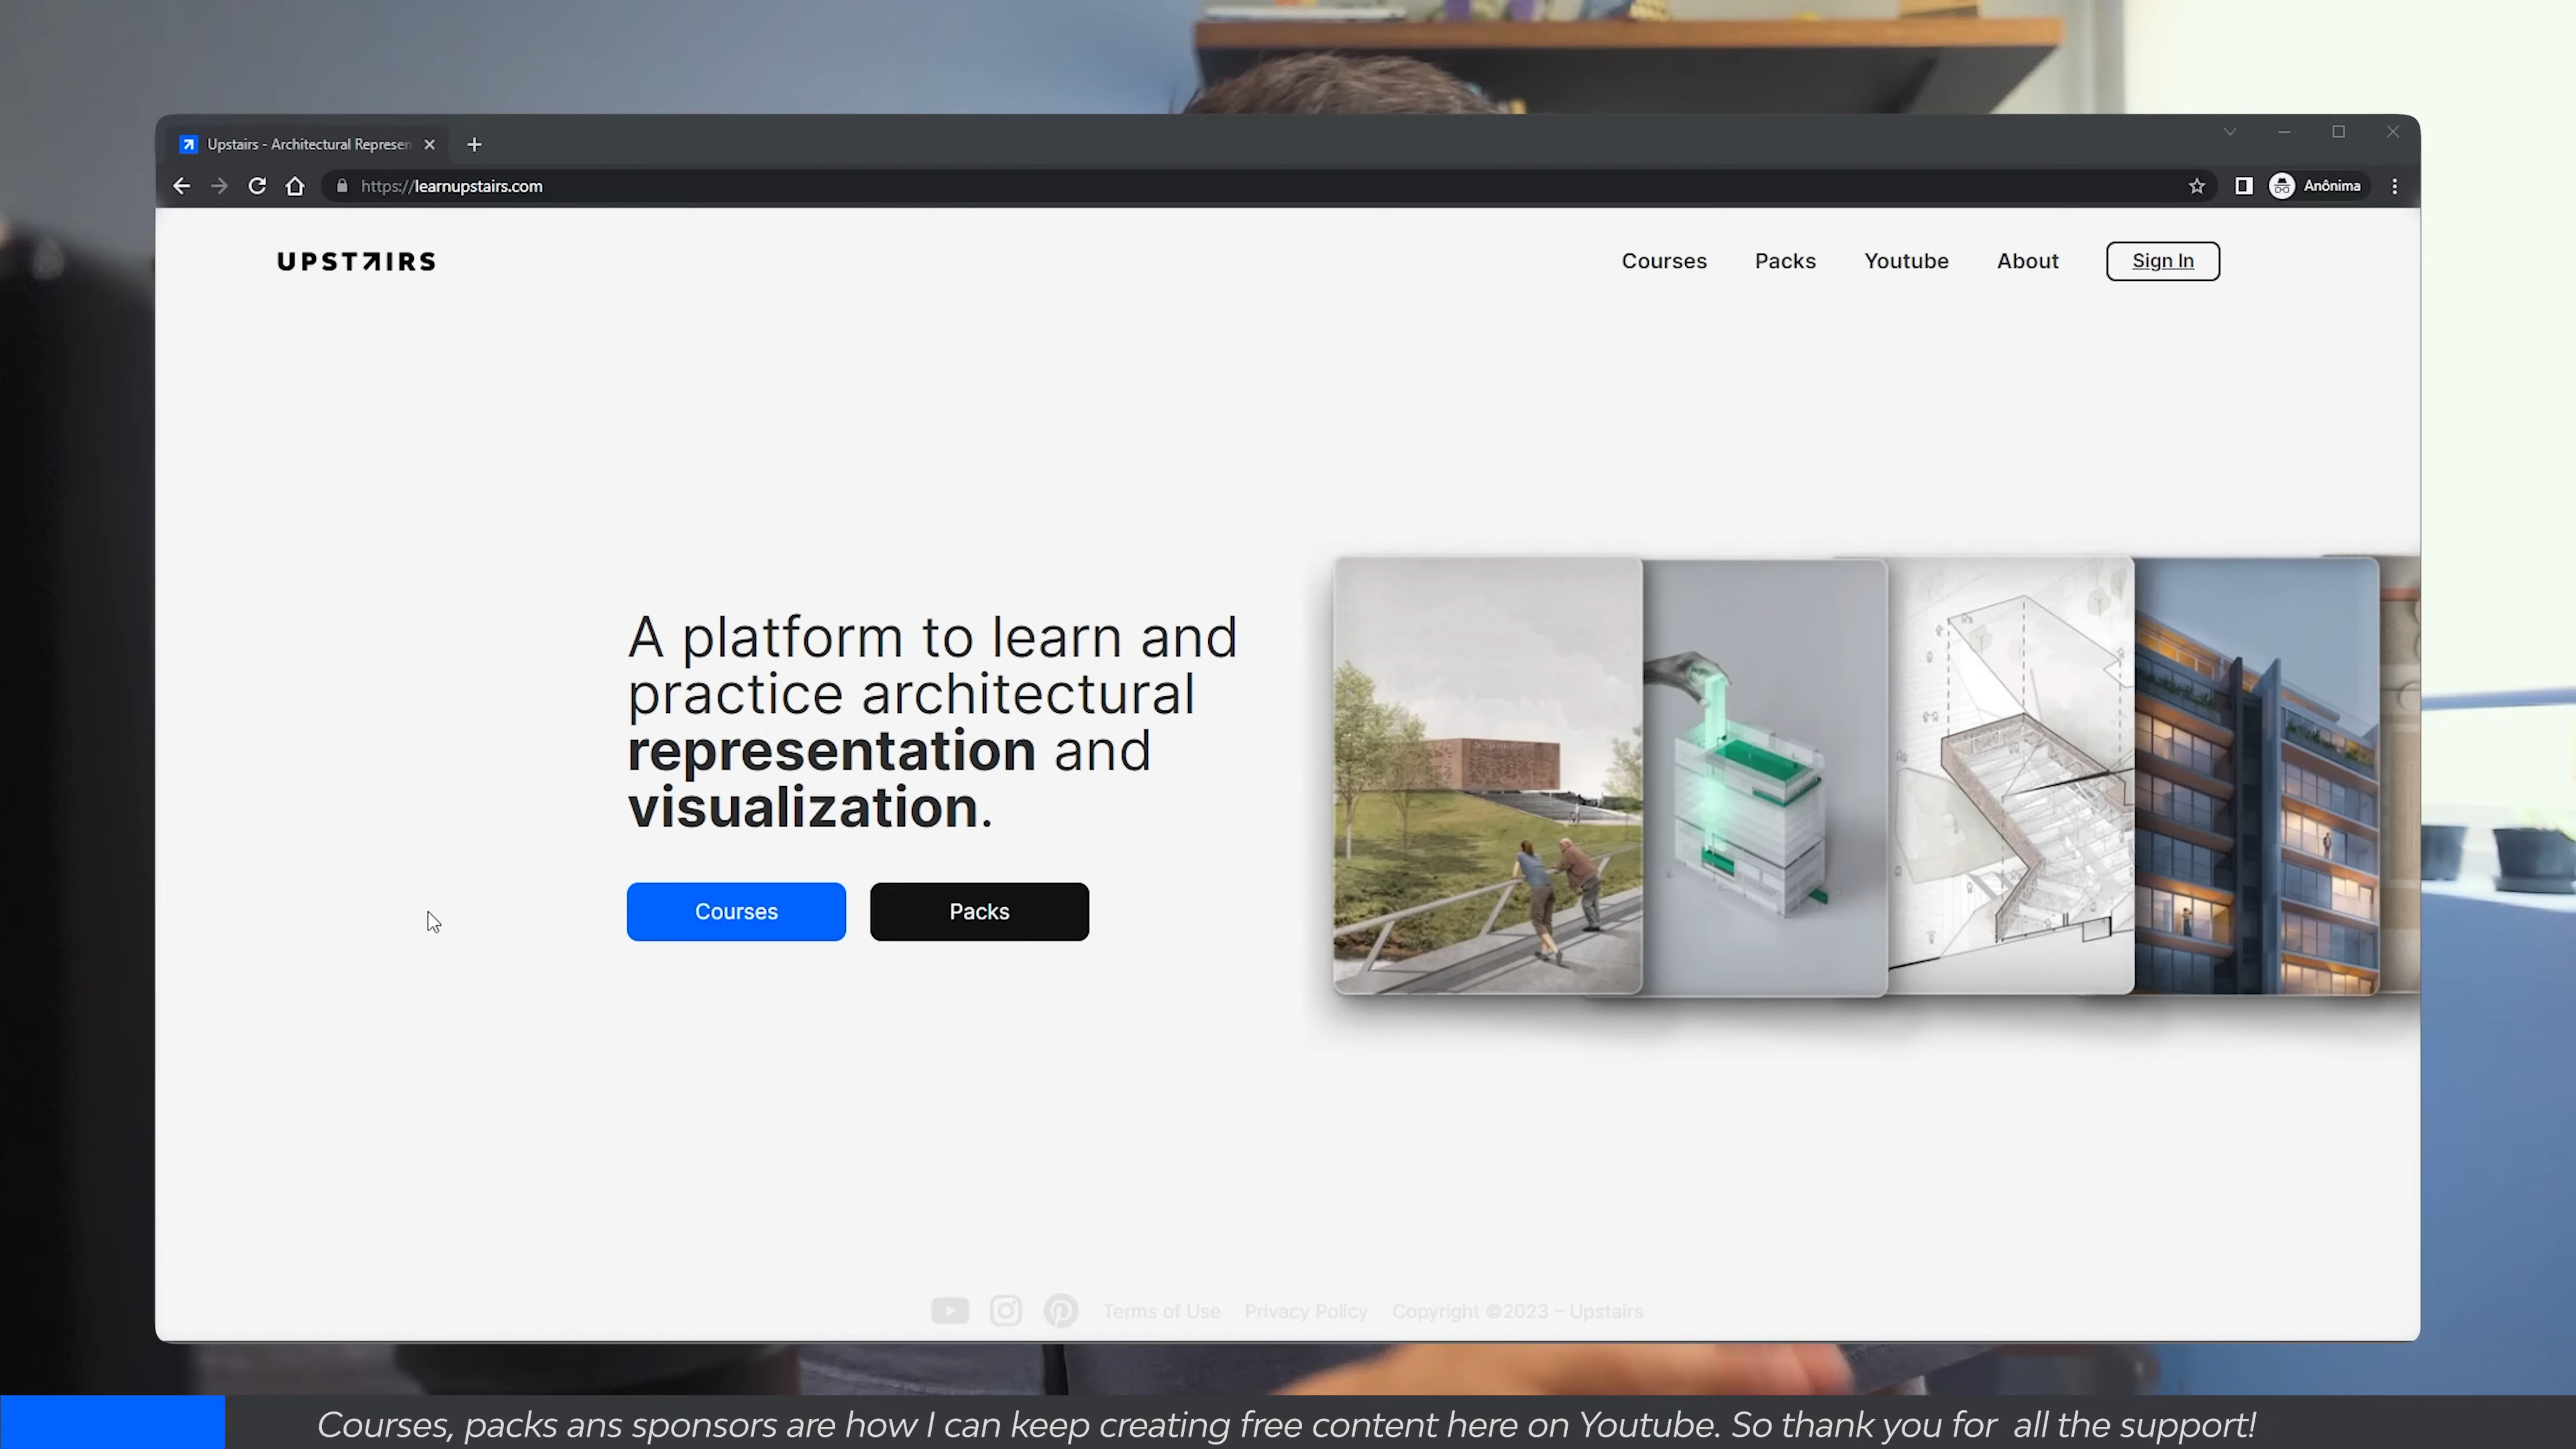 Upstairs - Architectural Represen
https://learnupstairs.com
Anônima
UPSTAIRS
Courses Packs Youtube About Sign In
A platform to learn and
practice architectural
representation and
visualization.
Courses Packs
Terms of Use Privacy Policy Copyright ©2023 – Upstairs
Courses, packs ans sponsors are how I can keep creating free content here on Youtube. So thank you for all the support!